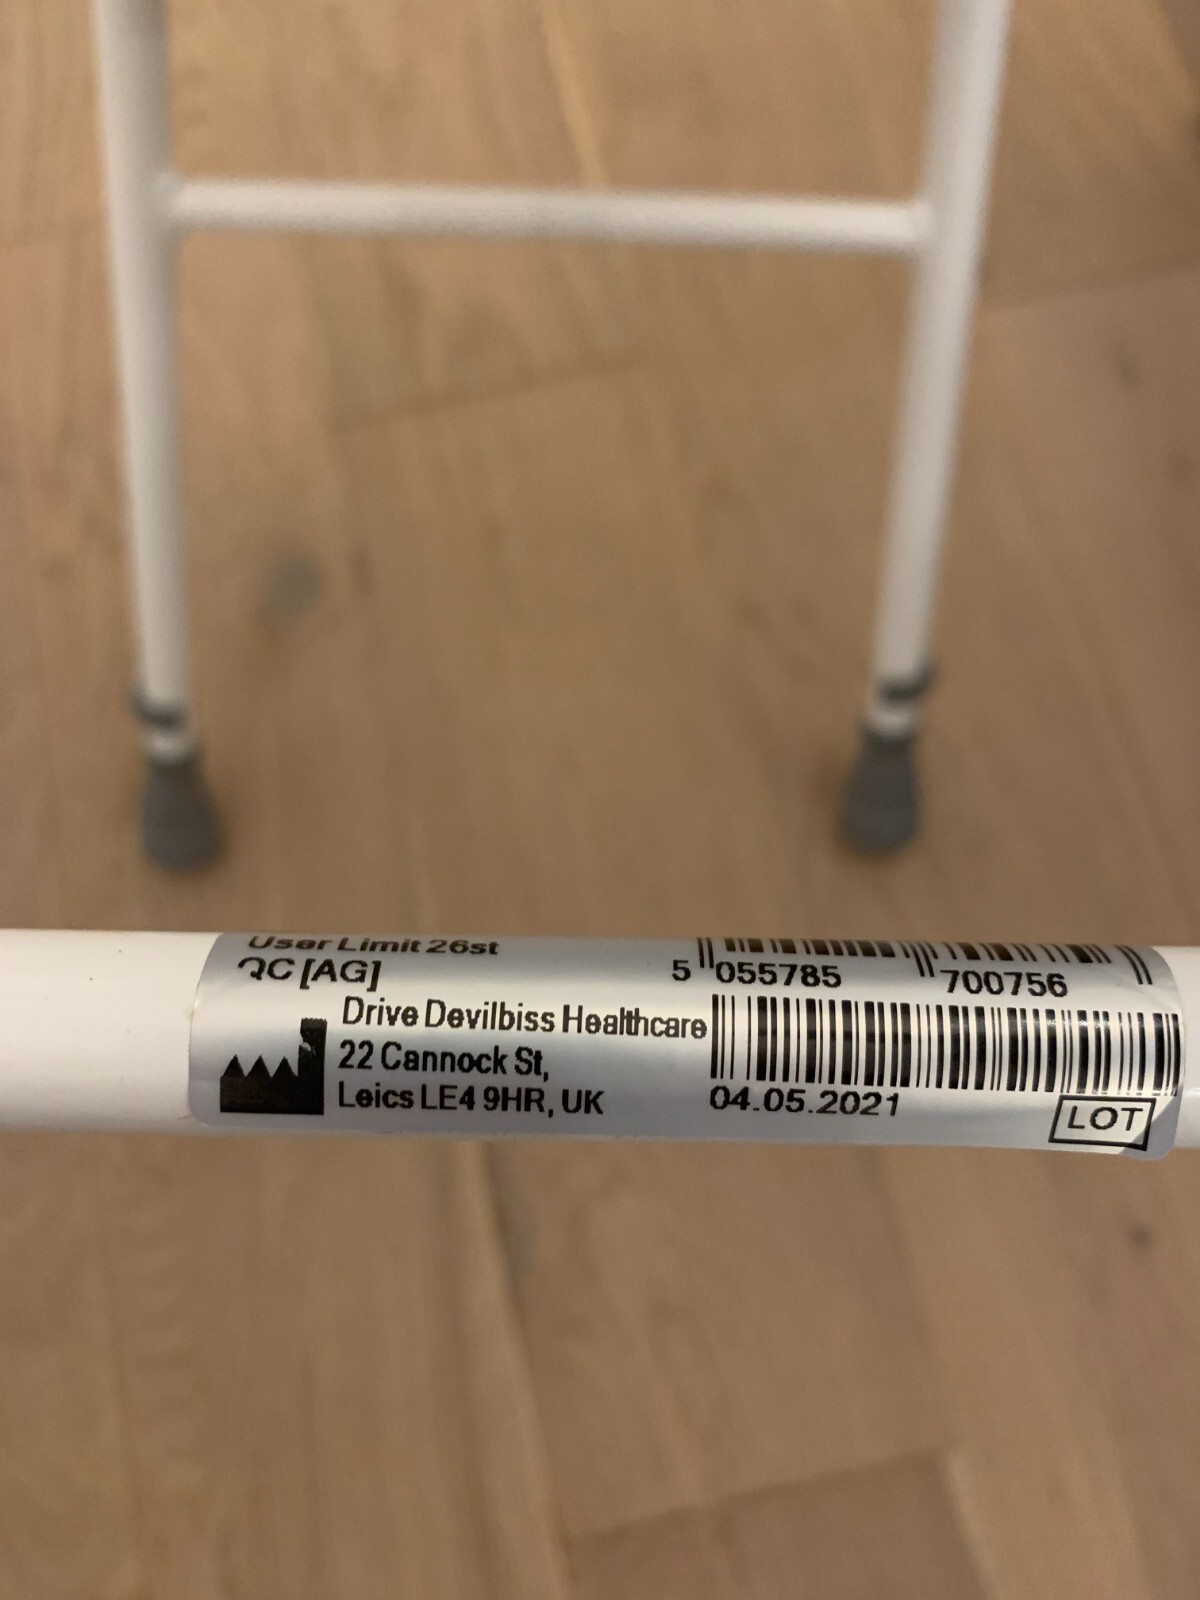 User Limit 26st
QC [AG]
5 055785 700756
Drive Devilbiss Healthcare
22 Cannock St,
Leics LE4 9HR, UK
04.05.2021
LOT